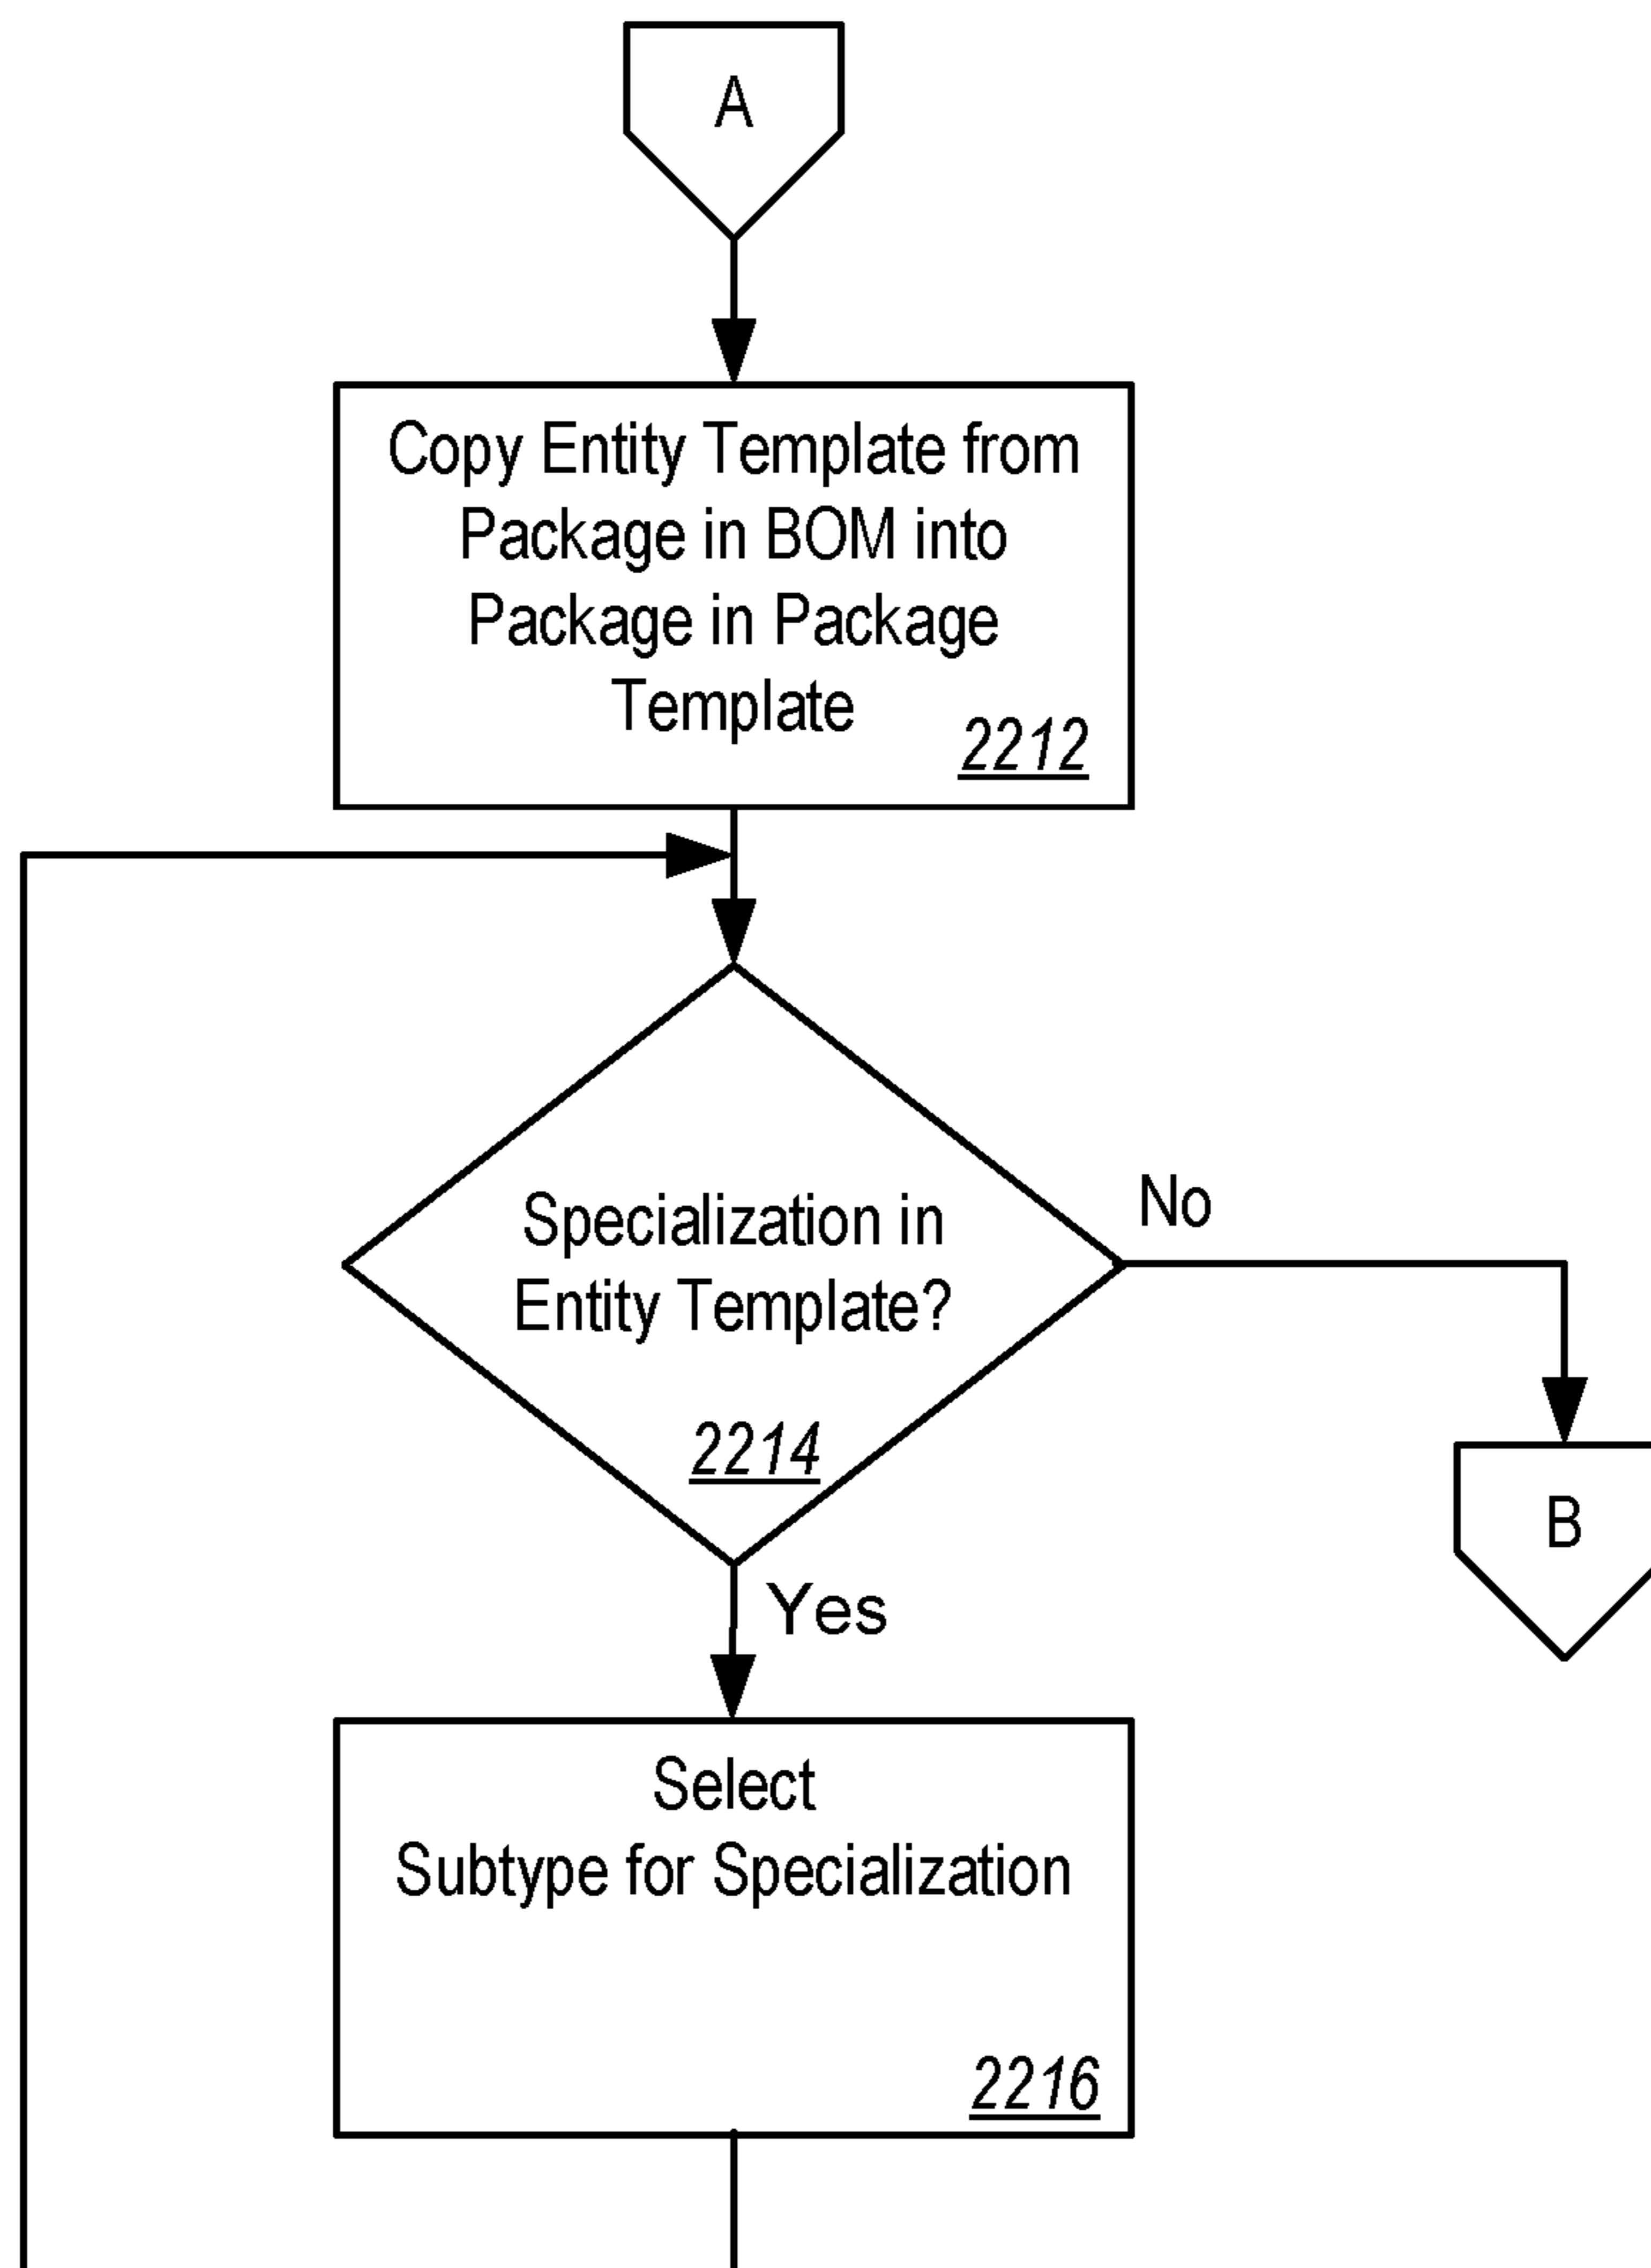 A
Copy Entity Template from
Package in BOM into
Package in Package
Template
2212
Specialization in
Entity Template?
2214
No
B
Yes
Select
Subtype for Specialization
2216